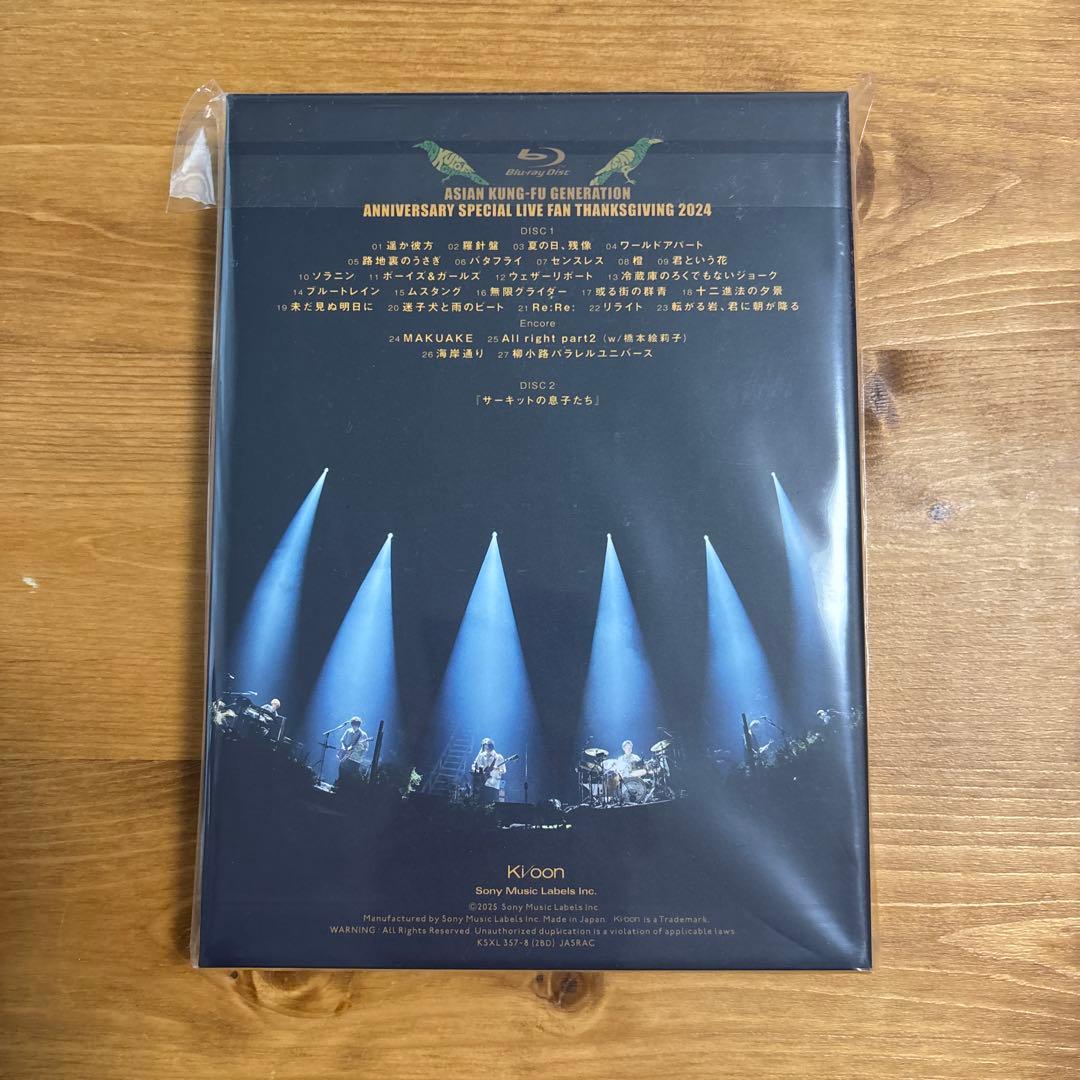 Blu-ray Disc
ASIAN KUNG-FU GENERATION
ANNIVERSARY SPECIAL LIVE FAN THANKSGIVING 2024
DISC 1
01 遥か彼方 02 羅針盤 03 夏の日、残像 04 ワールドアパート
05 路地裏のうさぎ 06 バタフライ 07 センスレス 08 橙 09 君という花
10 ソラニン 11 ボーイズ&ガールズ 12 ウェザーリポート 13 冷蔵庫のろくでもないジョーク
14 ブルートレイン 15 ムスタング 16 無限グライダー 17 或る街の群青 18 十二進法の夕景
19 未だ見ぬ明日に 20 迷子犬と雨のビート 21 Re:Re: 22 リライト 23 転がる岩、君に朝が降る
Encore
24 MAKUAKE 25 All right part2 (w/橋本絵莉子)
26 海岸通り 27 柳小路パラレルユニバース
DISC 2
『サーキットの息子たち』
Ki/oon
Sony Music Labels Inc.
©2025 Sony Music Labels Inc.
Manufactured by Sony Music Labels Inc. Made in Japan. Ki/oon is a Trademark.
WARNING : All Rights Reserved. Unauthorized duplication is a violation of applicable laws.
KSXL 357-8 (2BD) JASRAC